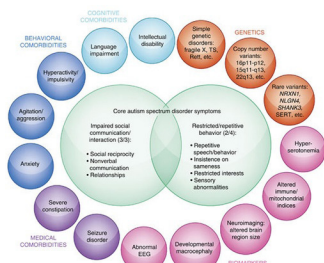 COGNITIVE
COMORBIDITIES
BEHAVIORAL
COMORBIDITIES
GENETICS
Language
impairment
Intellectual
disability
Simple
genetic
disorders:
fragile X, TS,
Rett, etc.
Copy number
variants:
16p11-p12,
15q11-q13,
22q13, etc.
Rare variants:
NRXN1,
NLGN4,
SHANK3,
SERT, etc.
Hyperactivity/
impulsivity
Agitation/
aggression
Anxiety
Core autism spectrum disorder symptoms
Impaired social
communication/
interaction (3/3):
• Social reciprocity
• Nonverbal
communication
• Relationships
Restricted/repetitive
behavior (2/4):
• Repetitive
speech/behavior
• Insistence on
sameness
• Restricted interests
• Sensory
abnormalities
Hyper-
serotonemia
Altered
immune/
mitochondrial
indices
Neuroimaging:
altered brain
region size
Developmental
macrocephaly
Abnormal
EEG
Seizure
disorder
Severe
constipation
MEDICAL
COMORBIDITIES